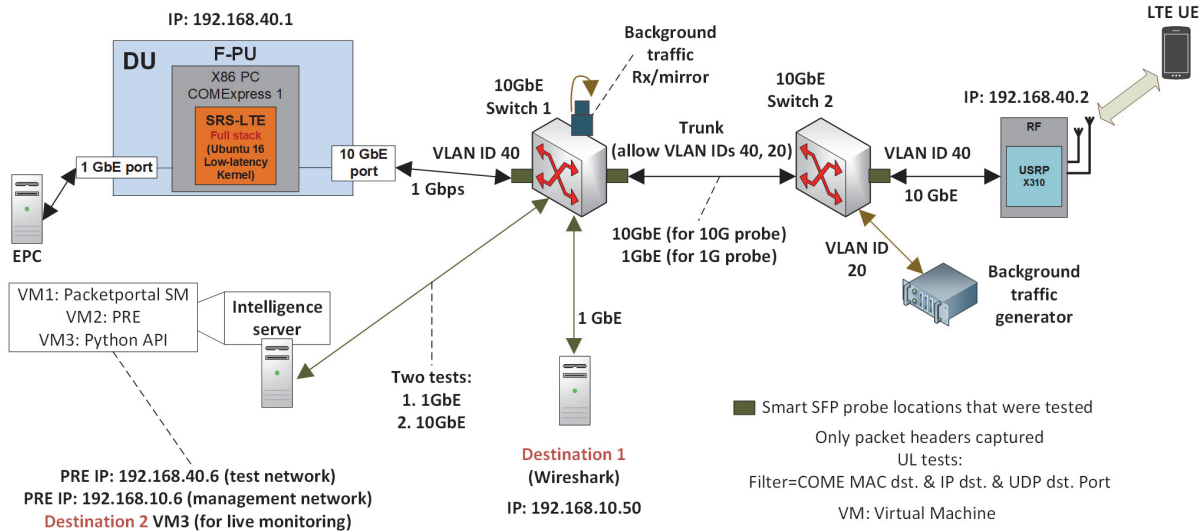 IP: 192.168.40.1
DU
F-PU
X86 PC
COMExpress 1
SRS-LTE
Full stack
(Ubuntu 16
Low-latency
Kernel)
1 GbE port
10 GbE
port
EPC
VLAN ID 40
1 Gbps
10GbE
Switch 1
Background
traffic
Rx/mirror
Trunk
(allow VLAN IDs 40, 20)
10GbE (for 10G probe)
1GbE (for 1G probe)
10GbE
Switch 2
VLAN ID 40
10 GbE
IP: 192.168.40.2
RF
USRP
X310
LTE UE
VLAN ID
20
Background
traffic
generator
VM1: Packetportal SM
VM2: PRE
VM3: Python API
Intelligence
server
Two tests:
1. 1GbE
2. 10GbE
1 GbE
Destination 1
(Wireshark)
IP: 192.168.10.50
PRE IP: 192.168.40.6 (test network)
PRE IP: 192.168.10.6 (management network)
Destination 2 VM3 (for live monitoring)
Smart SFP probe locations that were tested
Only packet headers captured
UL tests:
Filter=COME MAC dst. & IP dst. & UDP dst. Port
VM: Virtual Machine